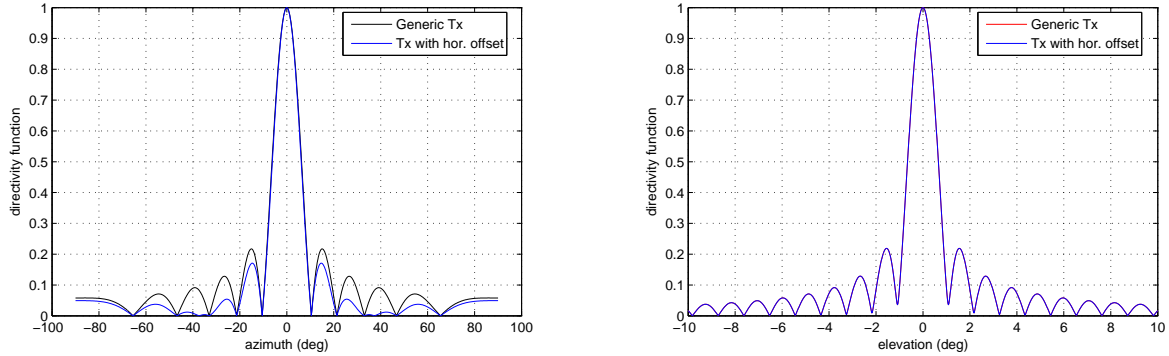 1
0.9
0.8
0.7
0.6
0.5
0.4
0.3
0.2
0.1
0
directivity function
−100 −80 −60 −40 −20 0 20 40 60 80 100
azimuth (deg)
Generic Tx
Tx with hor. offset
1
0.9
0.8
0.7
0.6
0.5
0.4
0.3
0.2
0.1
0
directivity function
−10 −8 −6 −4 −2 0 2 4 6 8 10
elevation (deg)
Generic Tx
Tx with hor. offset